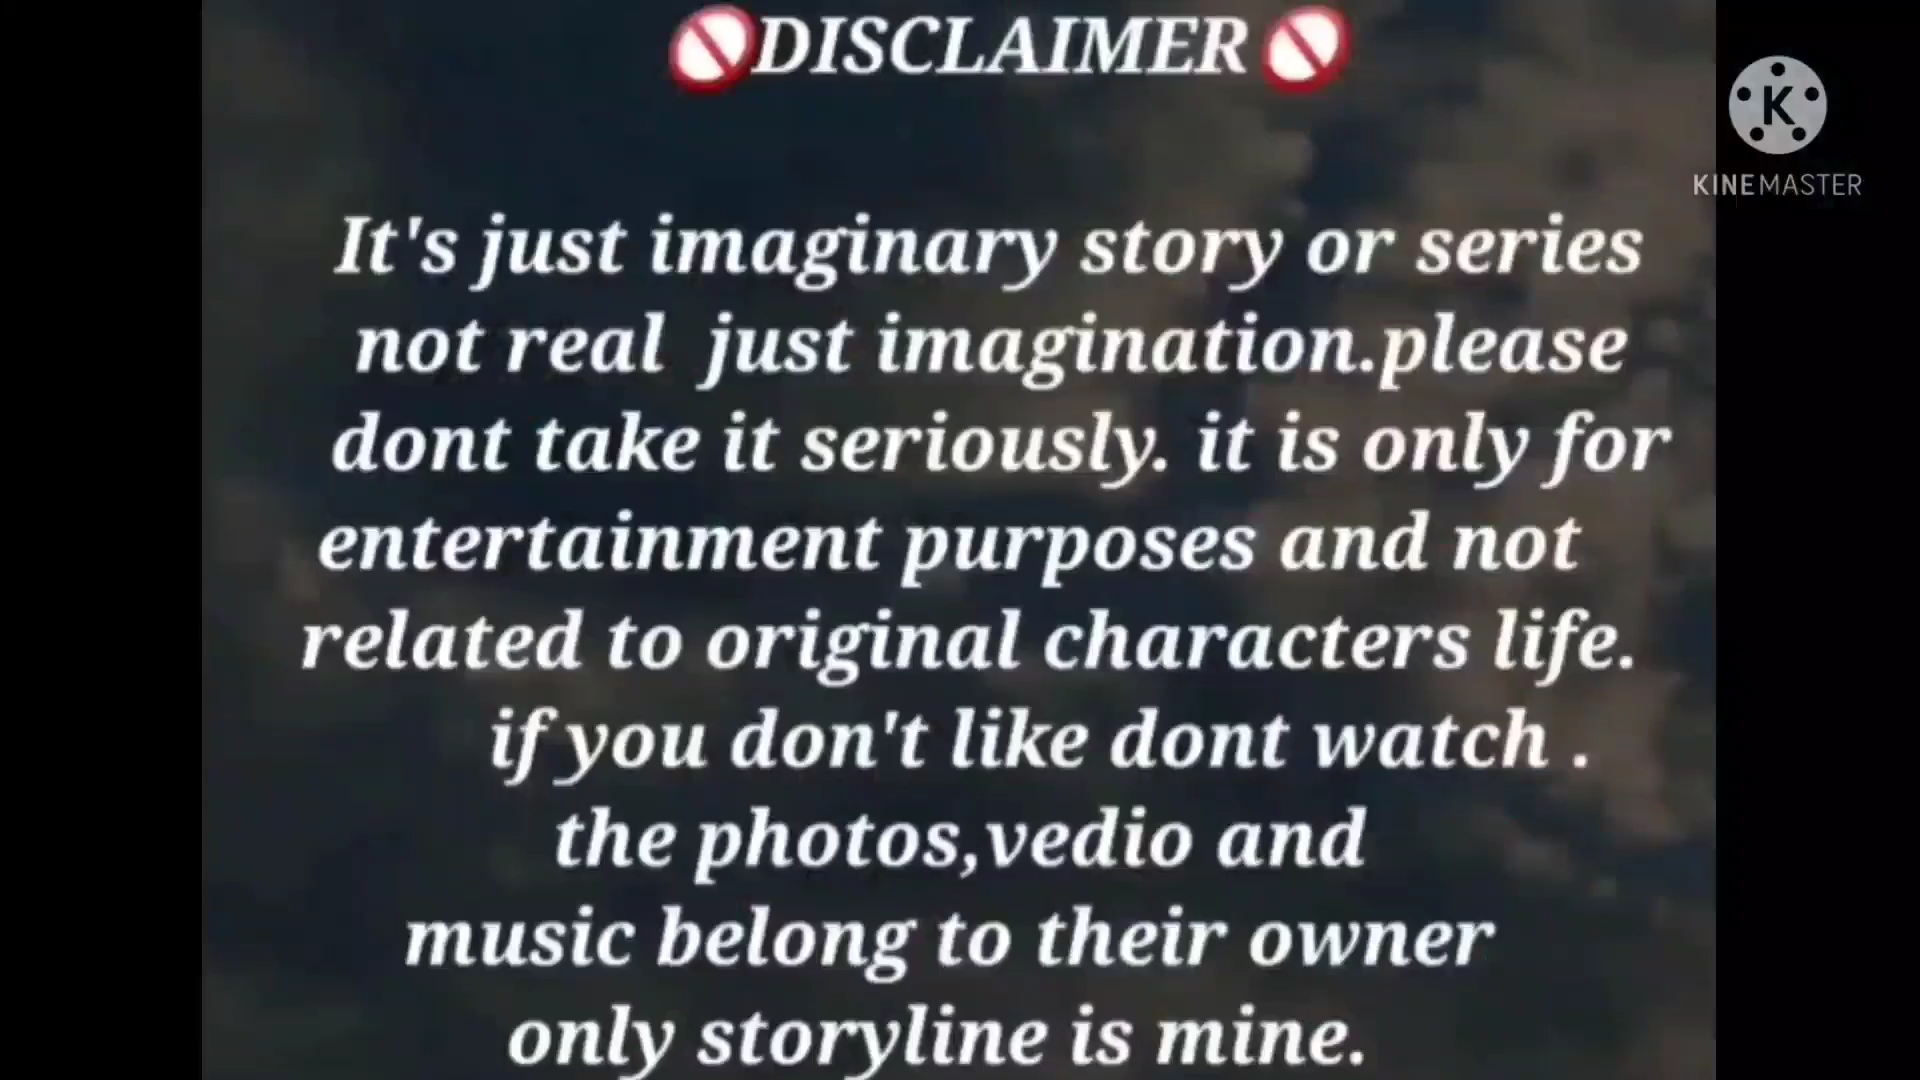 🚫DISCLAIMER🚫
K
KINEMASTER
It's just imaginary story or series
not real just imagination.please
dont take it seriously. it is only for
entertainment purposes and not
related to original characters life.
if you don't like dont watch .
the photos,vedio and
music belong to their owner
only storyline is mine.